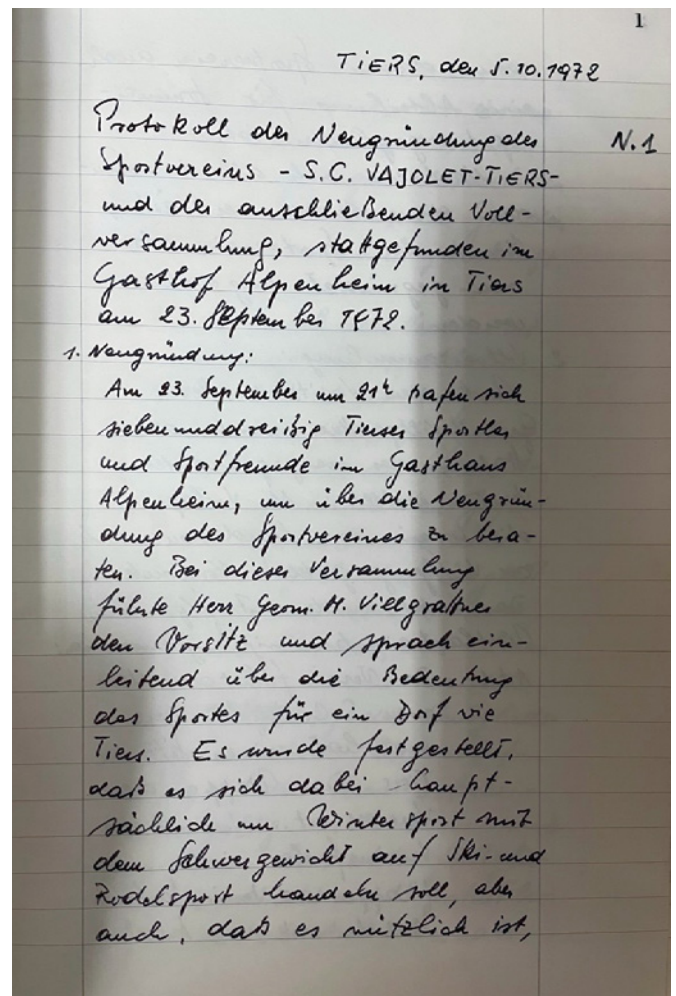 1
TiERS, den 5.10.1972
Protokoll der Neugründung des
N.1
Sportvereins - S.C. VAJOLET-TiERS-
und der anschließenden Voll-
versammlung, stattgefunden im
Gasthof Alpenheim in Tiers
am 23. September 1972.
1. Neugründung:
Am 23. September um 21h trafen sich
siebenunddreißig Tierser Sportler
und Sportfreunde im Gasthaus
Alpenheim, um über die Neugrün-
dung des Sportvereines zu bera-
ten. Bei dieser Versammlung
führte Herr Geom. M. Villgrattner
den Vorsitz und sprach ein-
leitend über die Bedeutung
des Sportes für ein Dorf wie
Tiers. Es wurde festgestellt,
daß es sich dabei haupt-
sächlich um Wintersport mit
dem Schwergewicht auf Ski- und
Rodelsport handeln soll, aber
auch, daß es nützlich ist,